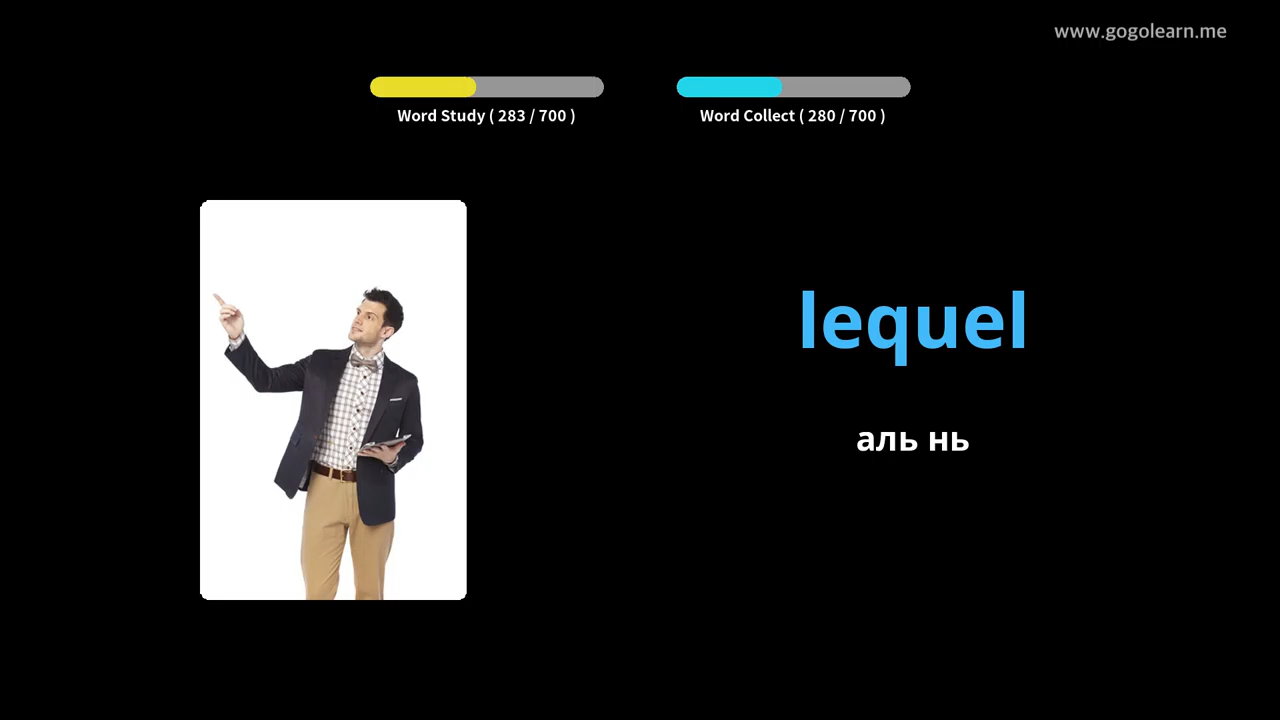 www.gogolearn.me
Word Study ( 283 / 700 )
Word Collect ( 280 / 700 )
lequel
аль нь